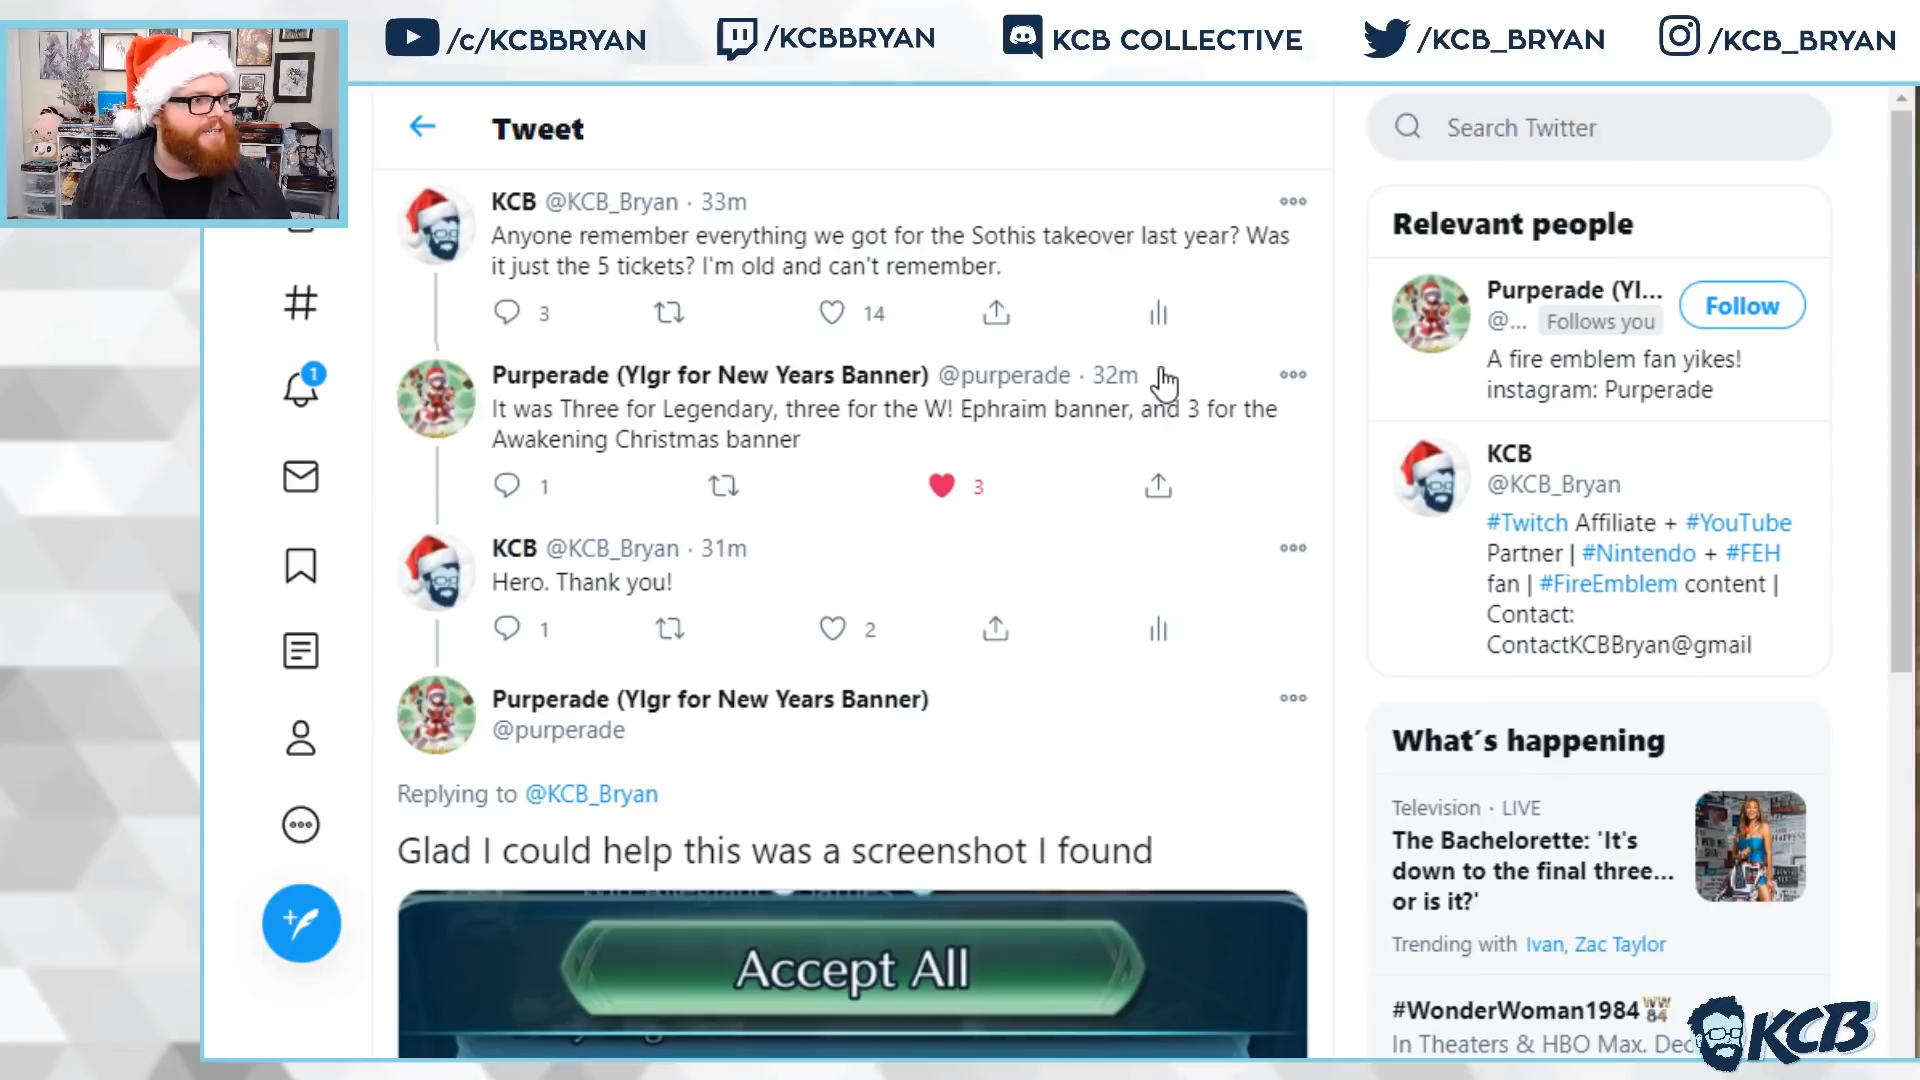 /c/KCBBRYAN
/KCBBRYAN
KCB COLLECTIVE
/KCB_BRYAN
/KCB_BRYAN
Tweet
KCB @KCB_Bryan · 33m
Anyone remember everything we got for the Sothis takeover last year? Was
it just the 5 tickets? I'm old and can't remember.
3
14
Purperade (Ylgr for New Years Banner) @purperade · 32m
It was Three for Legendary, three for the W! Ephraim banner, and 3 for the
Awakening Christmas banner
1
3
KCB @KCB_Bryan · 31m
Hero. Thank you!
1
2
Purperade (Ylgr for New Years Banner)
@purperade
Replying to @KCB_Bryan
Glad I could help this was a screenshot I found
Accept All
1
Search Twitter
Relevant people
Purperade (Yl...
@... Follows you
Follow
A fire emblem fan yikes!
instagram: Purperade
KCB
@KCB_Bryan
#Twitch Affiliate + #YouTube
Partner | #Nintendo + #FEH
fan | #FireEmblem content |
Contact:
ContactKCBBryan@gmail
What's happening
Television · LIVE
The Bachelorette: 'It's
down to the final three...
or is it?'
Trending with Ivan, Zac Taylor
#WonderWoman1984 WW84
In Theaters & HBO Max. Dec
KCB